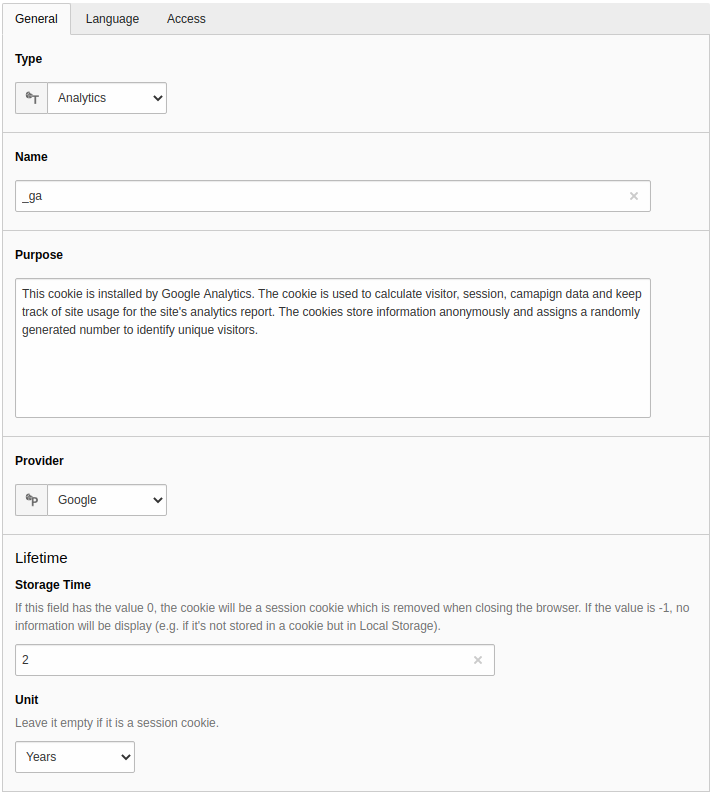 General Language Access
Type
Analytics
Name
_ga
Purpose
This cookie is installed by Google Analytics. The cookie is used to calculate visitor, session, camapign data and keep
track of site usage for the site's analytics report. The cookies store information anonymously and assigns a randomly
generated number to identify unique visitors.
Provider
Google
Lifetime
Storage Time
If this field has the value 0, the cookie will be a session cookie which is removed when closing the browser. If the value is -1, no
information will be display (e.g. if it's not stored in a cookie but in Local Storage).
2
Unit
Leave it empty if it is a session cookie.
Years